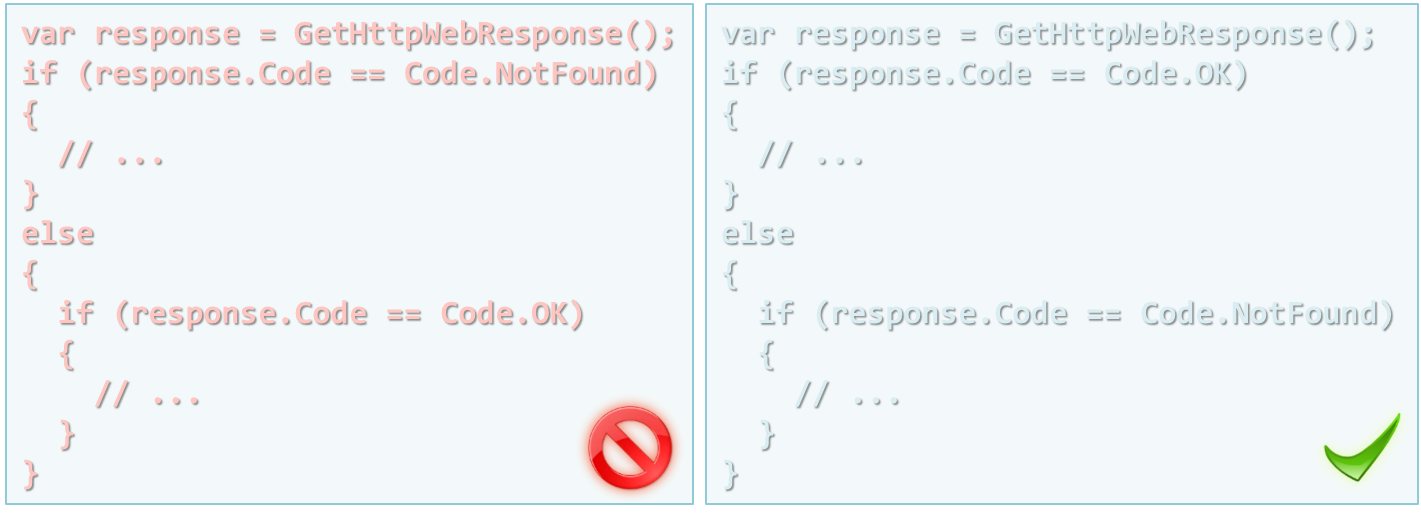 var response = GetHttpWebResponse();
if (response.Code == Code.NotFound)
{
  // ...
}
else
{
  if (response.Code == Code.OK)
  {
    // ...
  }
}
var response = GetHttpWebResponse();
if (response.Code == Code.OK)
{
  // ...
}
else
{
  if (response.Code == Code.NotFound)
  {
    // ...
  }
}